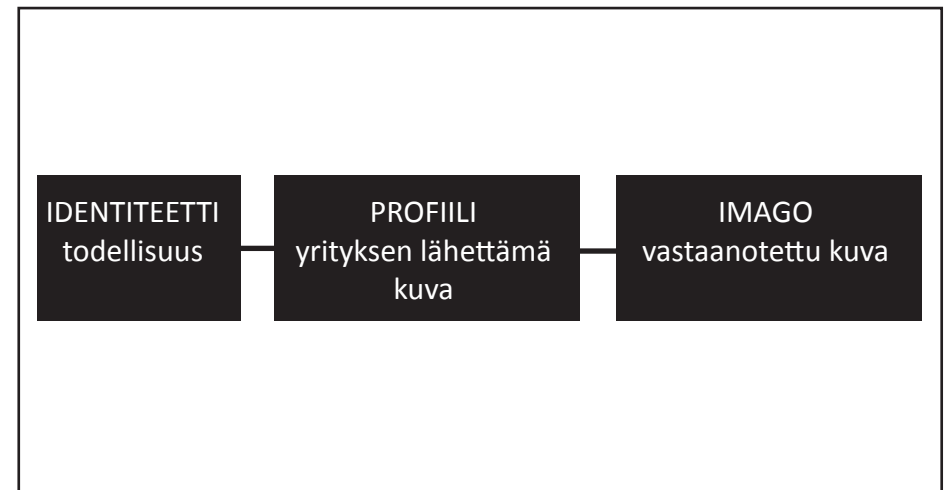 IDENTITEETTI
todellisuus
PROFIILI
yrityksen lähettämä
kuva
IMAGO
vastaanotettu kuva